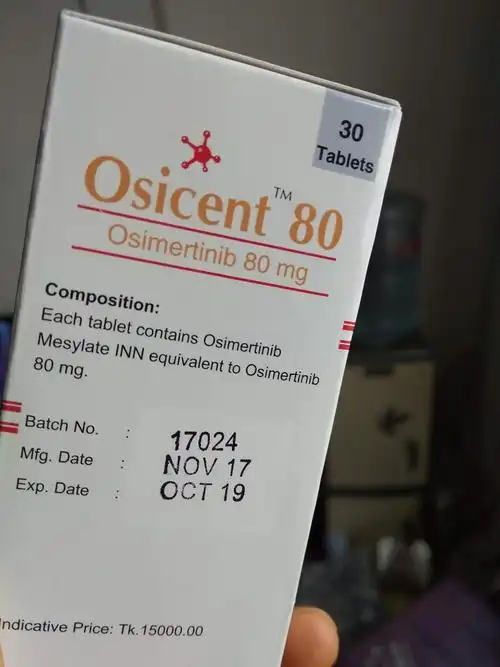 30
Tablets
Osicent™ 80
Osimertinib 80 mg
Composition:
Each tablet contains Osimertinib
Mesylate INN equivalent to Osimertinib
80 mg.
Batch No. : 17024
Mfg. Date : NOV 17
Exp. Date : OCT 19
Indicative Price: Tk.15000.00